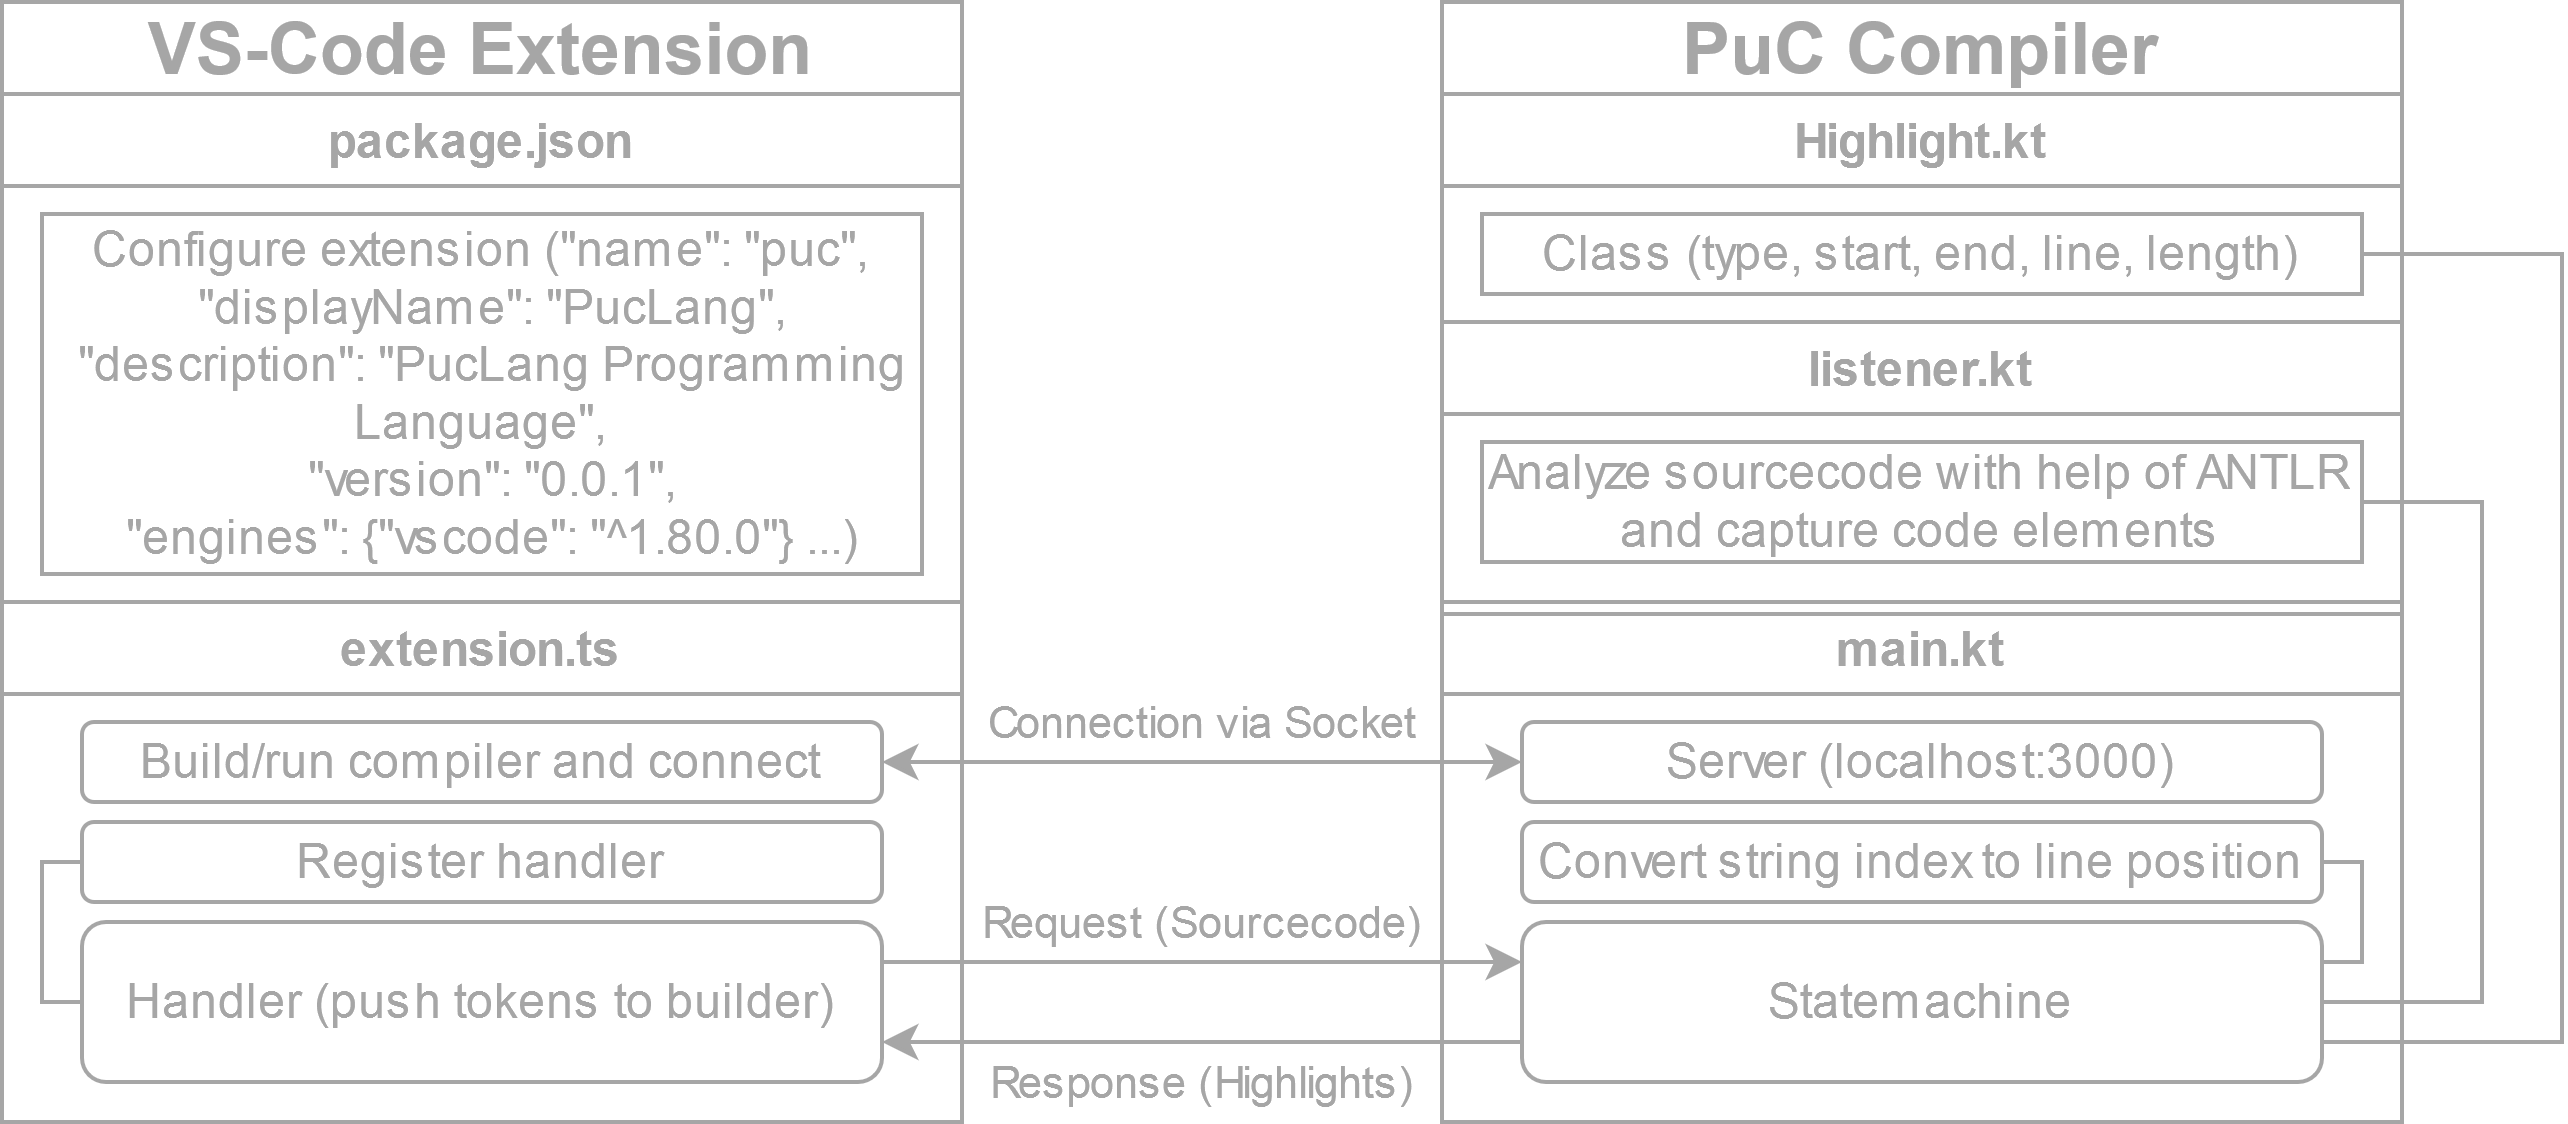 VS-Code Extension
package.json
Configure extension ("name": "puc",
"displayName": "PucLang",
"description": "PucLang Programming
Language",
"version": "0.0.1",
"engines": {"vscode": "^1.80.0"} ...)
extension.ts
Build/run compiler and connect
Register handler
Handler (push tokens to builder)
Connection via Socket
Request (Sourcecode)
Response (Highlights)
PuC Compiler
Highlight.kt
Class (type, start, end, line, length)
listener.kt
Analyze sourcecode with help of ANTLR
and capture code elements
main.kt
Server (localhost:3000)
Convert string index to line position
Statemachine